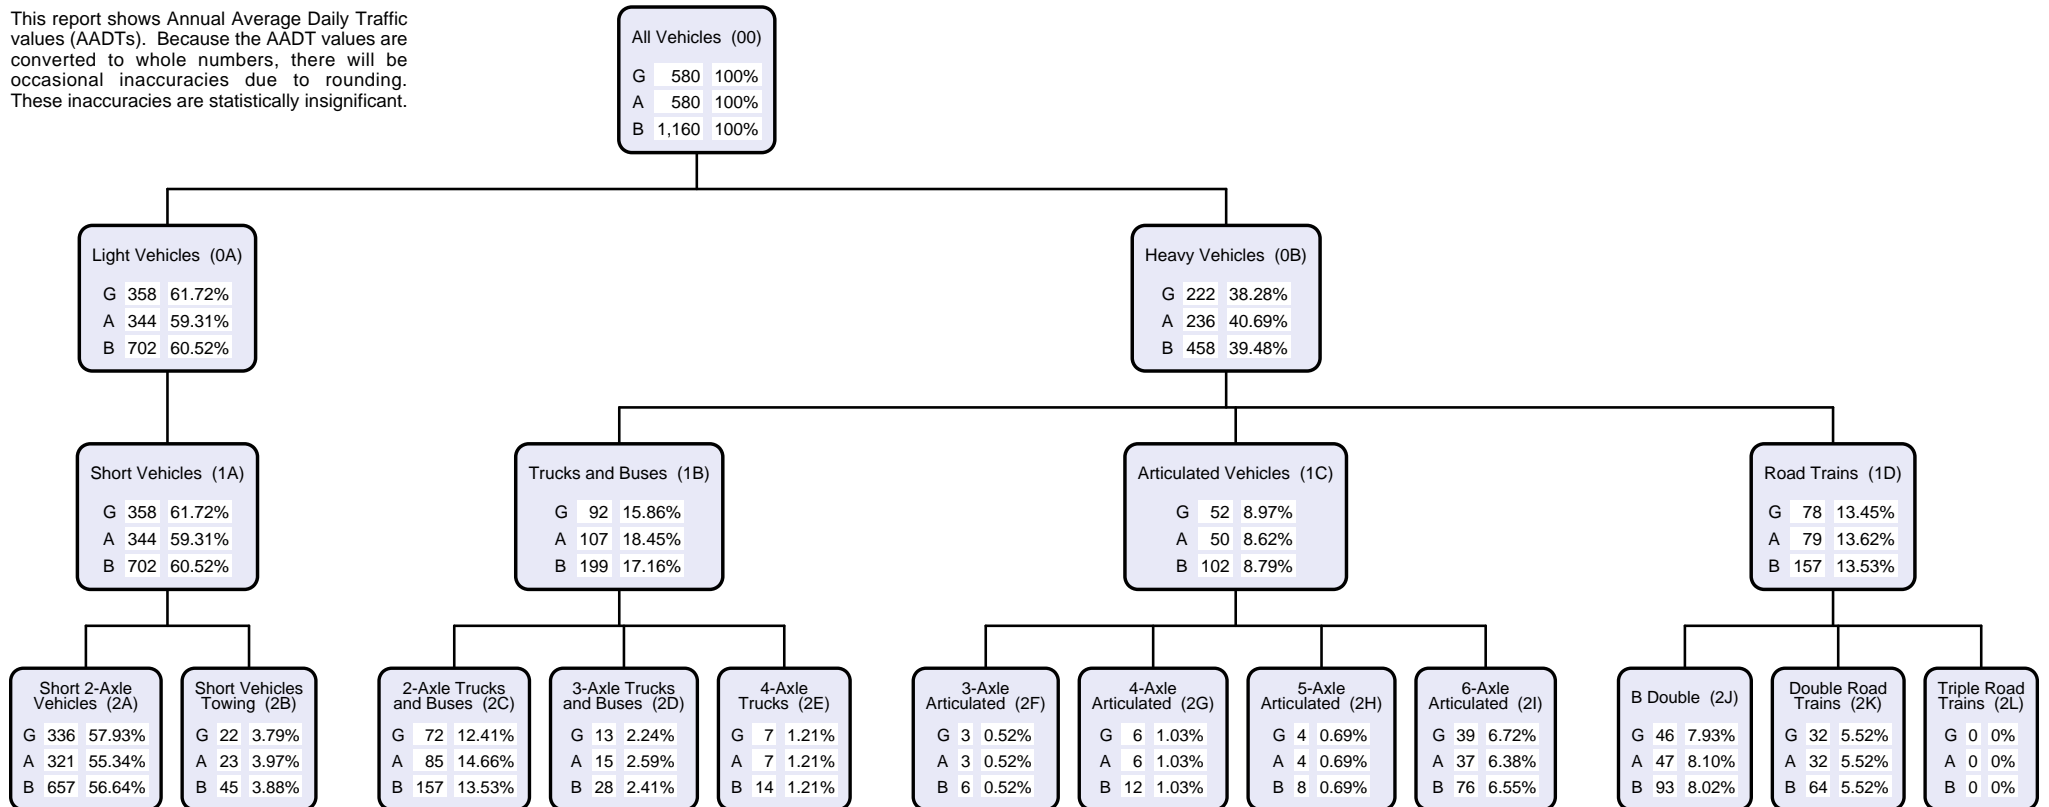 This report shows Annual Average Daily Traffic
values (AADTs). Because the AADT values are
converted to whole numbers, there will be
occasional inaccuracies due to rounding.
These inaccuracies are statistically insignificant.
All Vehicles (00)
G 580 100%
A 580 100%
B 1,160 100%
Light Vehicles (0A)
G 358 61.72%
A 344 59.31%
B 702 60.52%
Heavy Vehicles (0B)
G 222 38.28%
A 236 40.69%
B 458 39.48%
Short Vehicles (1A)
G 358 61.72%
A 344 59.31%
B 702 60.52%
Trucks and Buses (1B)
G 92 15.86%
A 107 18.45%
B 199 17.16%
Articulated Vehicles (1C)
G 52 8.97%
A 50 8.62%
B 102 8.79%
Road Trains (1D)
G 78 13.45%
A 79 13.62%
B 157 13.53%
Short 2-Axle
Vehicles (2A)
G 336 57.93%
A 321 55.34%
B 657 56.64%
Short Vehicles
Towing (2B)
G 22 3.79%
A 23 3.97%
B 45 3.88%
2-Axle Trucks
and Buses (2C)
G 72 12.41%
A 85 14.66%
B 157 13.53%
3-Axle Trucks
and Buses (2D)
G 13 2.24%
A 15 2.59%
B 28 2.41%
4-Axle
Trucks (2E)
G 7 1.21%
A 7 1.21%
B 14 1.21%
3-Axle
Articulated (2F)
G 3 0.52%
A 3 0.52%
B 6 0.52%
4-Axle
Articulated (2G)
G 6 1.03%
A 6 1.03%
B 12 1.03%
5-Axle
Articulated (2H)
G 4 0.69%
A 4 0.69%
B 8 0.69%
6-Axle
Articulated (2I)
G 39 6.72%
A 37 6.38%
B 76 6.55%
B Double (2J)
G 46 7.93%
A 47 8.10%
B 93 8.02%
Double Road
Trains (2K)
G 32 5.52%
A 32 5.52%
B 64 5.52%
Triple Road
Trains (2L)
G 0 0%
A 0 0%
B 0 0%